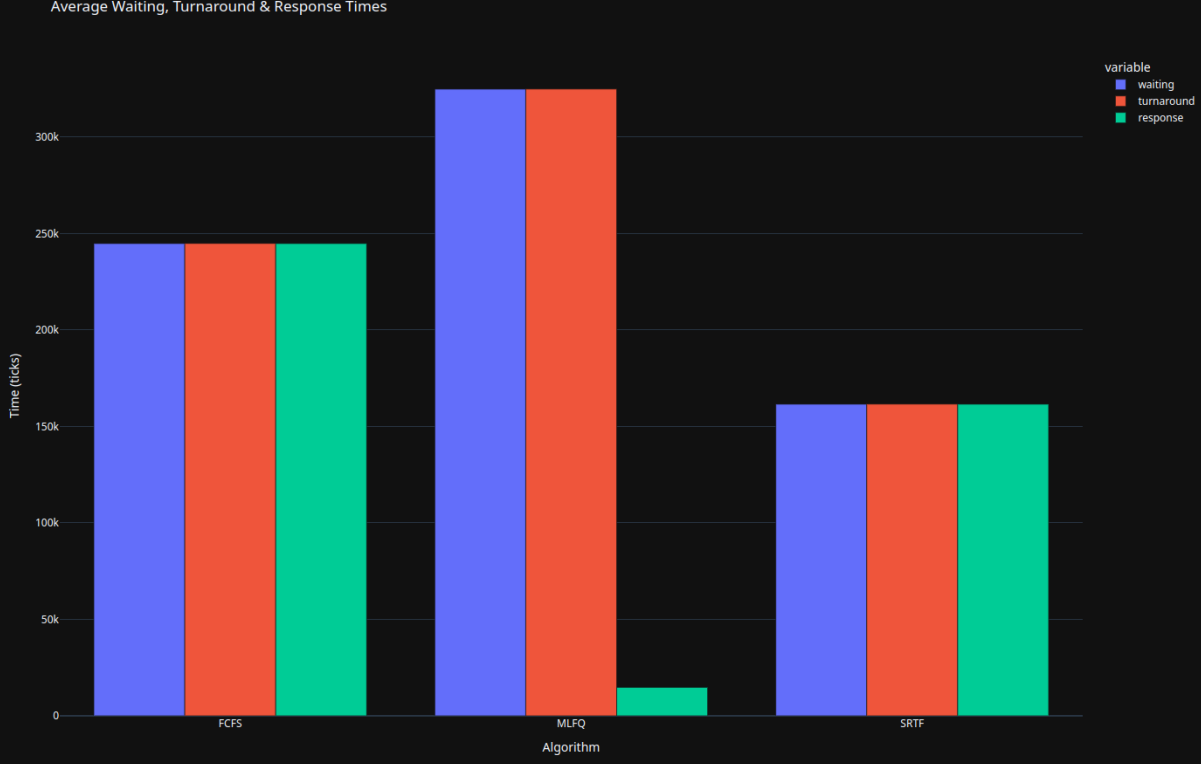 Average Waiting, Turnaround & Response Times
variable
waiting
turnaround
response
Time (ticks)
300k
250k
200k
150k
100k
50k
0
FCFS
MLFQ
SRTF
Algorithm